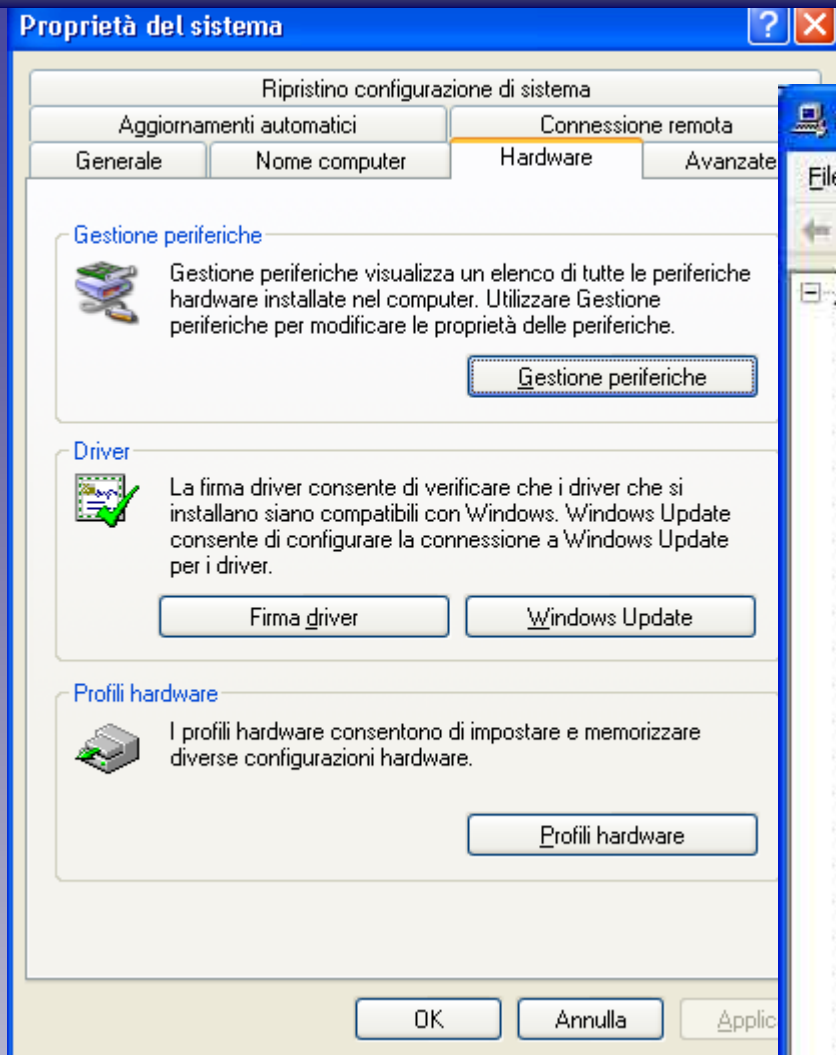 Proprietà del sistema
Ripristino configurazione di sistema
Aggiornamenti automatici
Connessione remota
Generale
Nome computer
Hardware
Avanzate
File
Gestione periferiche
Gestione periferiche visualizza un elenco di tutte le periferiche
hardware installate nel computer. Utilizzare Gestione
periferiche per modificare le proprietà delle periferiche.
Gestione periferiche
Driver
La firma driver consente di verificare che i driver che si
installano siano compatibili con Windows. Windows Update
consente di configurare la connessione a Windows Update
per i driver.
Firma driver
Windows Update
Profili hardware
I profili hardware consentono di impostare e memorizzare
diverse configurazioni hardware.
Profili hardware
OK
Annulla
Applic